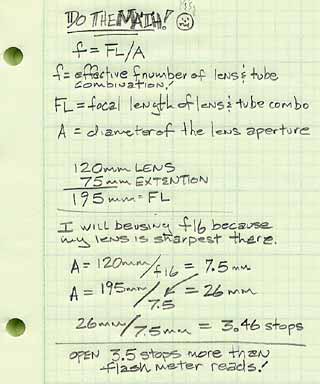 DO THE MATH!
f = FL/A
f = effective fnumber of lens & tube
combination!
FL = focal length of lens & tube combo
A = diameter of the lens aperture
120mm LENS
75mm EXTENTION
195 mm = FL
I will be using f16 because
my lens is sharpest there.
A = 120mm/f16 = 7.5 mm
A = 195mm/7.5 = 26 mm
26mm/7.5mm = 3.46 stops
OPEN 3.5 stops more than
flash meter reads!